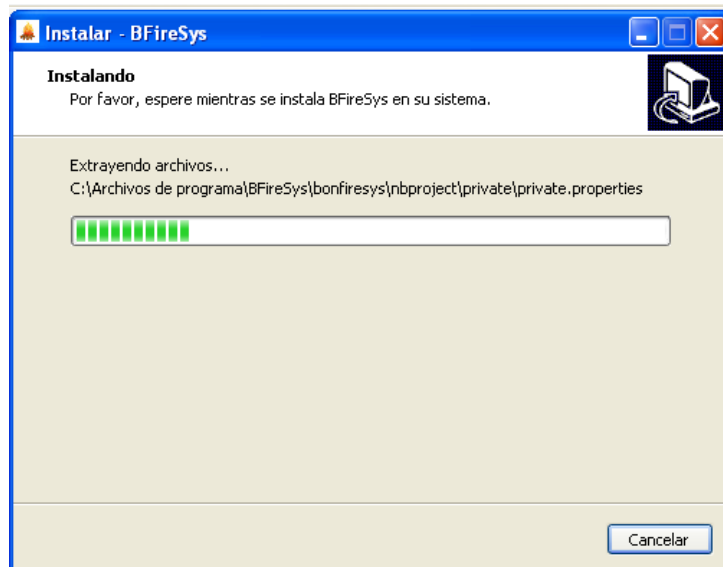 Instalar - BFireSys
Instalando
Por favor, espere mientras se instala BFireSys en su sistema.
Extrayendo archivos...
C:\Archivos de programa\BFireSys\bonfiresys\nbproject\private\private.properties
Cancelar